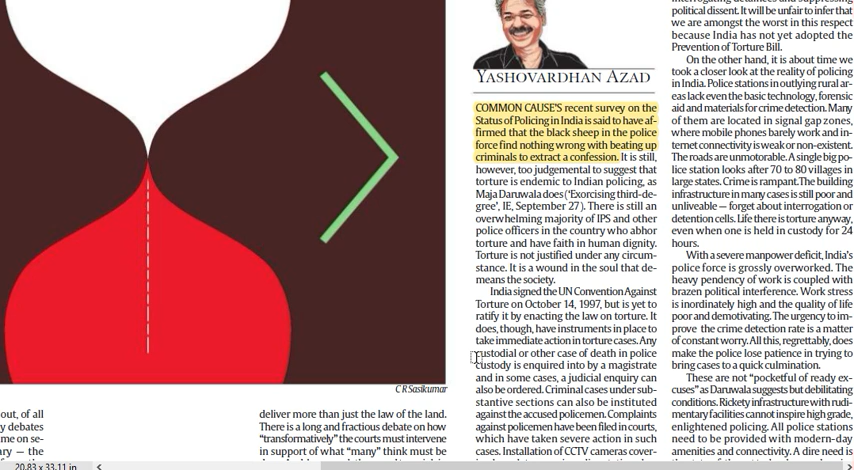 YASHOVARDHAN AZAD
COMMON CAUSE'S recent survey on the
Status of Policing in India is said to have af-
firmed that the black sheep in the police
force find nothing wrong with beating up
criminals to extract a confession. It is still,
however, too judgemental to suggest that
torture is endemic to Indian policing, as
Maja Daruwala does ('Exorcising third-de-
gree', IE, September 27). There is still an
overwhelming majority of IPS and other
police officers in the country who abhor
torture and have faith in human dignity.
Torture is not justified under any circum-
stance. It is a wound in the soul that de-
means the society.
India signed the UN Convention Against
Torture on October 14, 1997, but is yet to
ratify it by enacting the law on torture. It
does, though, have instruments in place to
take immediate action in torture cases. Any
custodial or other case of death in police
custody is enquired into by a magistrate
and in some cases, a judicial enquiry can
also be ordered. Criminal cases under sub-
stantive sections can also be instituted
against the accused policemen. Complaints
against policemen have been filed in courts,
which have taken severe action in such
cases. Installation of CCTV cameras cover-
political dissent. It will be unfair to infer that
we are amongst the worst in this respect
because India has not yet adopted the
Prevention of Torture Bill.
On the other hand, it is about time we
took a closer look at the reality of policing
in India. Police stations in outlying rural ar-
eas lack even the basic technology, forensic
aid and materials for crime detection. Many
of them are located in signal gap zones,
where mobile phones barely work and in-
ternet connectivity is weak or non-existent.
The roads are unmotorable. A single big po-
lice station looks after 70 to 80 villages in
large states. Crime is rampant. The building
infrastructure in many cases is still poor and
unliveable — forget about interrogation or
detention cells. Life there is torture anyway,
even when one is held in custody for 24
hours.
With a severe manpower deficit, India's
police force is grossly overworked. The
heavy pendency of work is coupled with
brazen political interference. Work stress
is inordinately high and the quality of life
poor and demotivating. The urgency to im-
prove the crime detection rate is a matter
of constant worry. All this, regrettably, does
make the police lose patience in trying to
bring cases to a quick culmination.
These are not "pocketful of ready ex-
cuses" as Daruwala suggests but debilitating
conditions. Rickety infrastructure with rudi-
mentary facilities cannot inspire high grade,
enlightened policing. All police stations
need to be provided with modern-day
amenities and connectivity. A dire need is
C R Sasikumar
out, of all
y debates
me on se-
ary — the
deliver more than just the law of the land.
There is a long and fractious debate on how
"transformatively" the courts must intervene
in support of what "many" think must be
20.83 x 33.11 in